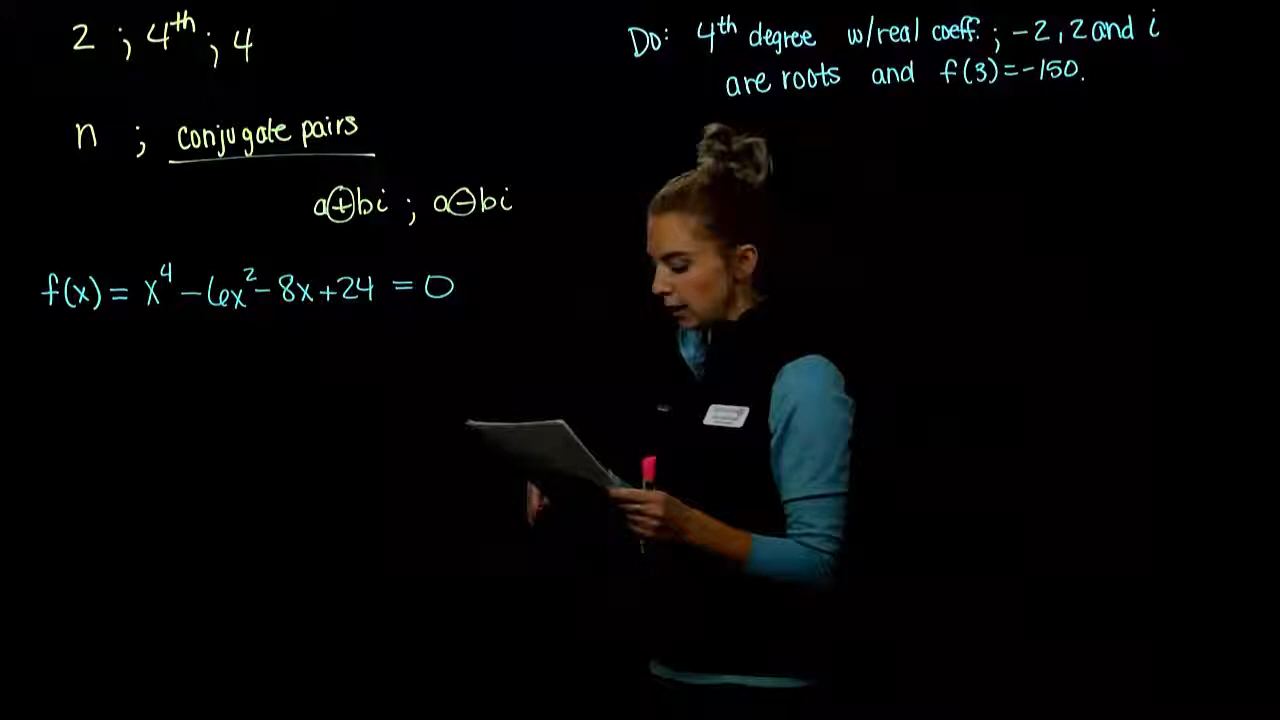 2 ; 4th ; 4
n ; conjugate pairs
a+bi ; a-bi
f(x) = x^4 - 6x^2 - 8x + 24 = 0
Do: 4th degree w/real coeff. ; -2, 2 and i
are roots and f(3) = -150.